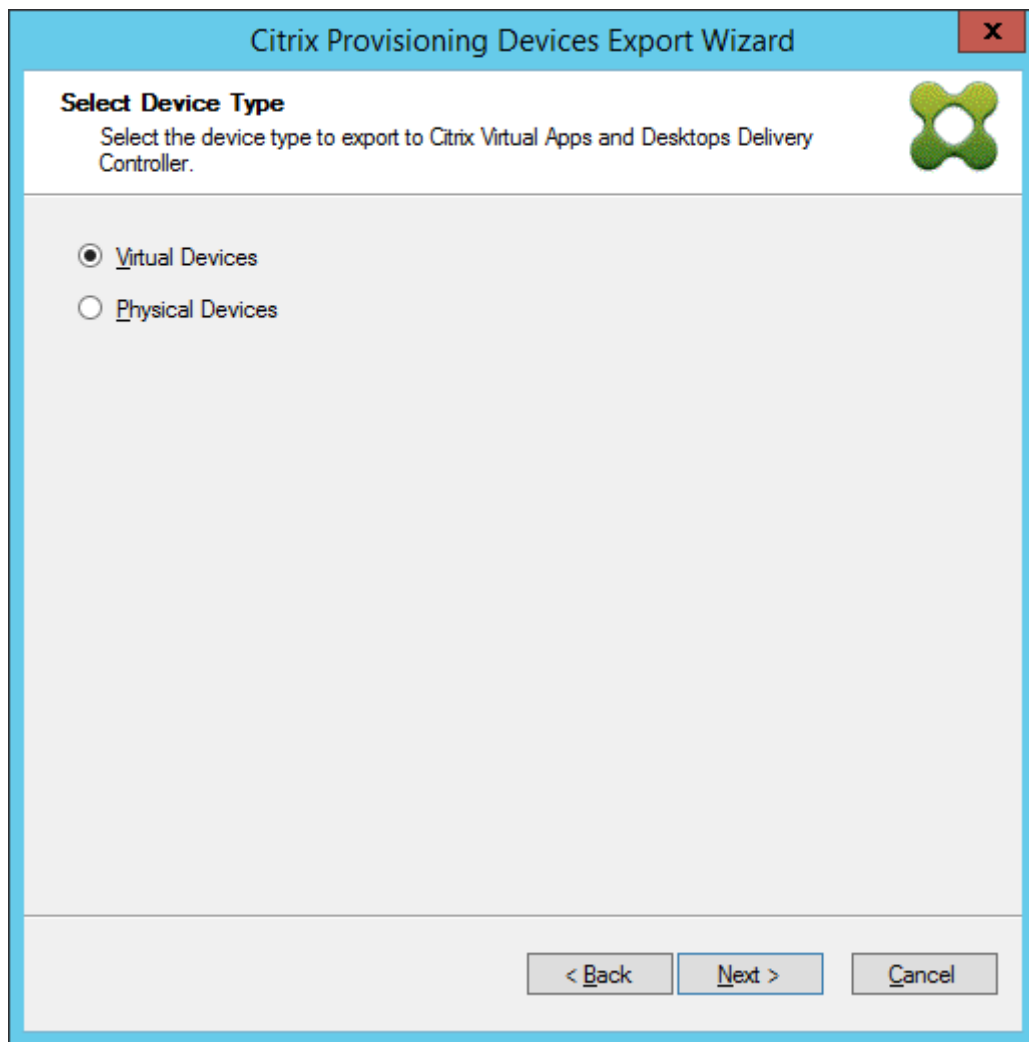 Citrix Provisioning Devices Export Wizard
x
Select Device Type
Select the device type to export to Citrix Virtual Apps and Desktops Delivery
Controller.
Virtual Devices
Physical Devices
< Back Next > Cancel